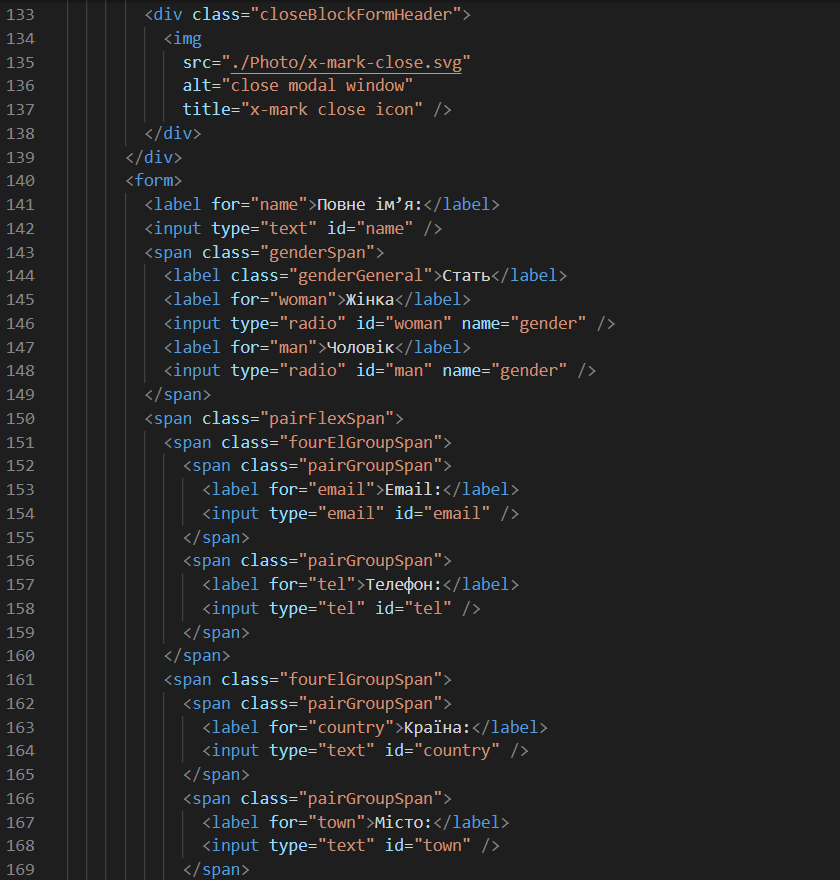 133 <div class="closeBlockFormHeader">
134 <img
135 src="./Photo/x-mark-close.svg"
136 alt="close modal window"
137 title="x-mark close icon" />
138 </div>
139 </div>
140 <form>
141 <label for="name">Повне ім’я:</label>
142 <input type="text" id="name" />
143 <span class="genderSpan">
144 <label class="genderGeneral">Стать</label>
145 <label for="woman">Жінка</label>
146 <input type="radio" id="woman" name="gender" />
147 <label for="man">Чоловік</label>
148 <input type="radio" id="man" name="gender" />
149 </span>
150 <span class="pairFlexSpan">
151 <span class="fourElGroupSpan">
152 <span class="pairGroupSpan">
153 <label for="email">Email:</label>
154 <input type="email" id="email" />
155 </span>
156 <span class="pairGroupSpan">
157 <label for="tel">Телефон:</label>
158 <input type="tel" id="tel" />
159 </span>
160 </span>
161 <span class="fourElGroupSpan">
162 <span class="pairGroupSpan">
163 <label for="country">Країна:</label>
164 <input type="text" id="country" />
165 </span>
166 <span class="pairGroupSpan">
167 <label for="town">Місто:</label>
168 <input type="text" id="town" />
169 </span>